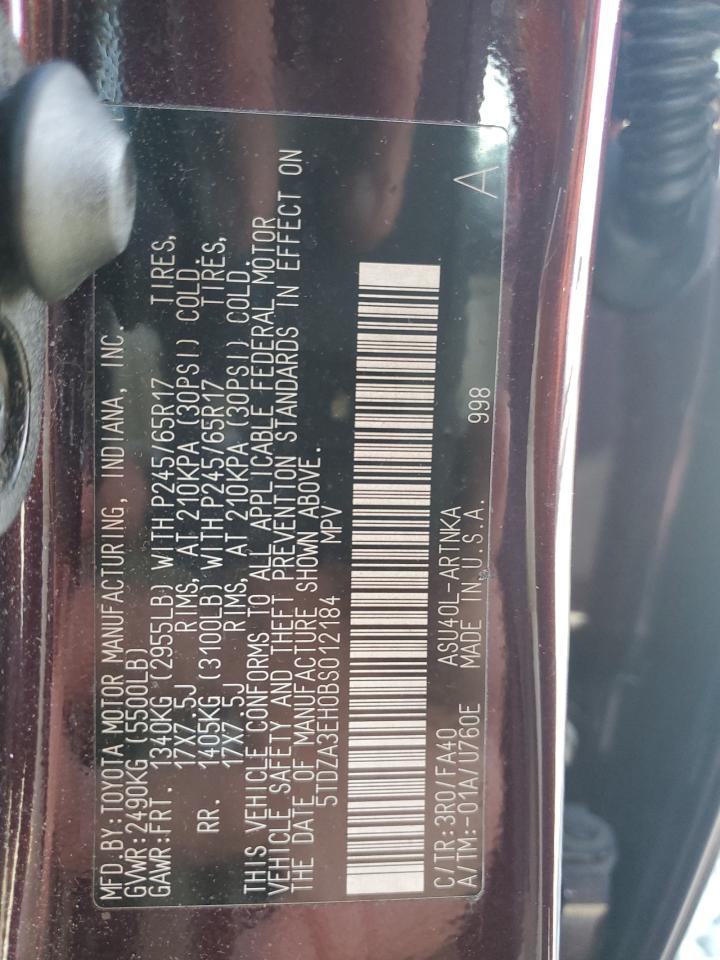 MFD.BY:TOYOTA MOTOR MANUFACTURING, INDIANA, INC.
GVWR:2490KG(5500LB)
GAWR:FRT. 1340KG (2955LB) WITH P245/65R17 TIRES,
17X7.5J RIMS, AT 210KPA (30PSI) COLD.
RR. 1405KG (3100LB) WITH P245/65R17 TIRES,
17X7.5J RIMS, AT 210KPA (30PSI) COLD.
THIS VEHICLE CONFORMS TO ALL APPLICABLE FEDERAL MOTOR
VEHICLE SAFETY AND THEFT PREVENTION STANDARDS IN EFFECT ON
THE DATE OF MANUFACTURE SHOWN ABOVE.
5TDZA3EH0BS012184 MPV
C/TR:3R0/FA40 ASU40L-ARTNKA
A/TM:-01A/U760E MADE IN U.S.A. 998 A